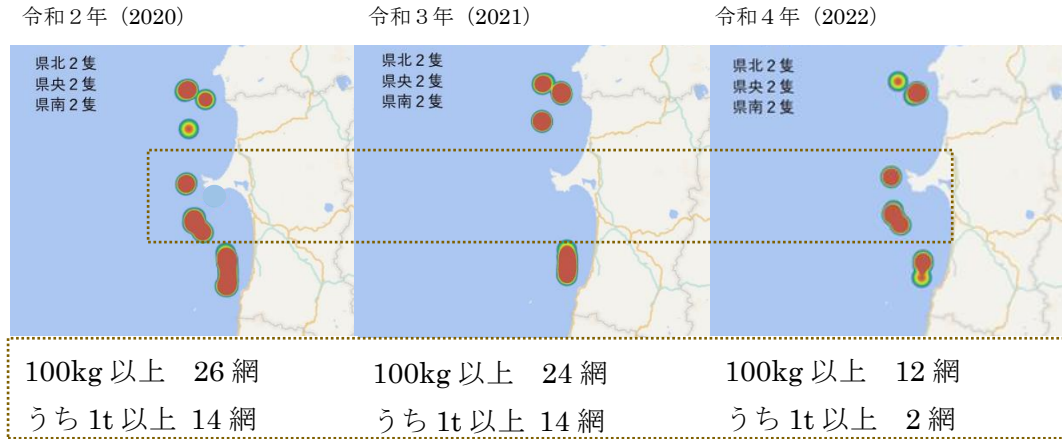 令和２年（2020）
県北２隻
県央２隻
県南２隻
100kg 以上 26 網
うち 1t 以上 14 網
令和３年（2021）
県北２隻
県央２隻
県南２隻
100kg 以上 24 網
うち 1t 以上 14 網
令和４年（2022）
県北２隻
県央２隻
県南２隻
100kg 以上 12 網
うち 1t 以上 2 網